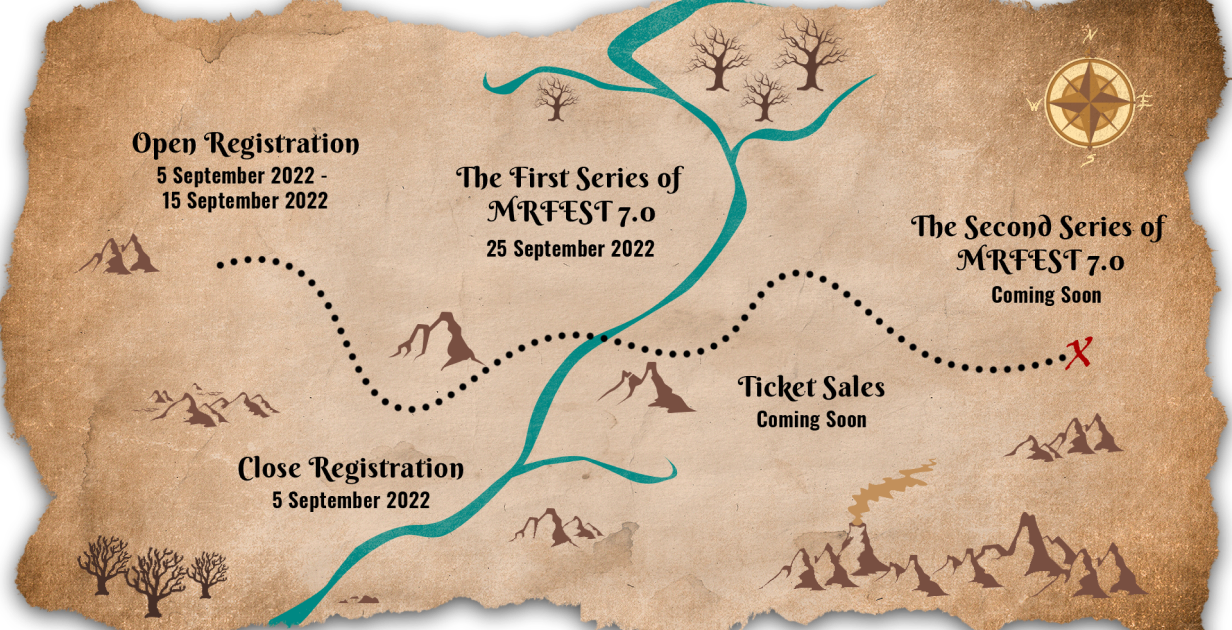 Open Registration
5 September 2022 -
15 September 2022
The First Series of
MRFEST 7.0
25 September 2022
The Second Series of
MRFEST 7.0
Coming Soon
Close Registration
5 September 2022
Ticket Sales
Coming Soon
N
W
E
S
X